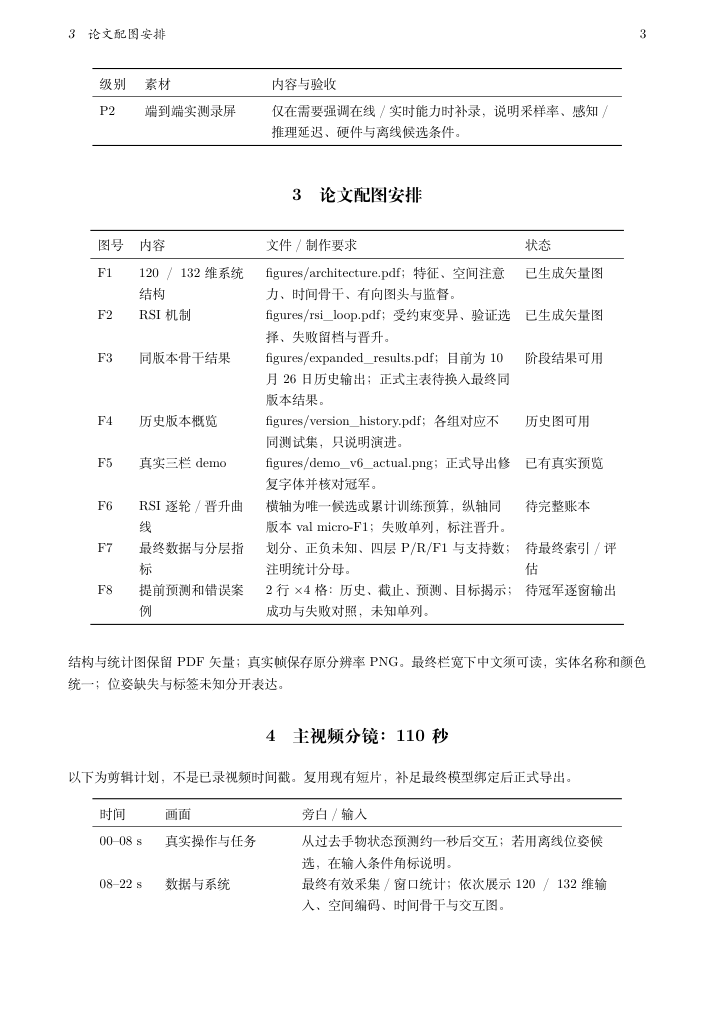 3 论文配图安排 3
级别 素材 内容与验收
P2 端到端实测录屏 仅在需要强调在线 / 实时能力时补录，说明采样率、感知 /
推理延迟、硬件与离线候选条件。
3 论文配图安排
图号 内容 文件 / 制作要求 状态
F1 120 / 132 维系统 figures/architecture.pdf；特征、空间注意 已生成矢量图
结构 力、时间骨干、有向图头与监督。
F2 RSI 机制 figures/rsi_loop.pdf；受约束变异、验证选 已生成矢量图
择、失败留档与晋升。
F3 同版本骨干结果 figures/expanded_results.pdf；目前为 10 阶段结果可用
月 26 日历史输出；正式主表待换入最终同
版本结果。
F4 历史版本概览 figures/version_history.pdf；各组对应不 历史图可用
同测试集，只说明演进。
F5 真实三栏 demo figures/demo_v6_actual.png；正式导出修 已有真实预览
复字体并核对冠军。
F6 RSI 逐轮 / 晋升曲 横轴为唯一候选或累计训练预算，纵轴同 待完整账本
线 版本 val micro-F1；失败单列，标注晋升。
F7 最终数据与分层指 划分、正负未知、四层 P/R/F1 与支持数； 待最终索引 / 评
标 注明统计分母。 估
F8 提前预测和错误案 2 行 ×4 格：历史、截止、预测、目标揭示； 待冠军逐窗输出
例 成功与失败对照，未知单列。
结构与统计图保留 PDF 矢量；真实帧保存原分辨率 PNG。最终栏宽下中文须可读，实体名称和颜色
统一；位姿缺失与标签未知分开表达。
4 主视频分镜：110 秒
以下为剪辑计划，不是已录视频时间戳。复用现有短片，补足最终模型绑定后正式导出。
时间 画面 旁白 / 输入
00–08 s 真实操作与任务 从过去手物状态预测约一秒后交互；若用离线位姿候
选，在输入条件角标说明。
08–22 s 数据与系统 最终有效采集 / 窗口统计；依次展示 120 / 132 维输
入、空间编码、时间骨干与交互图。